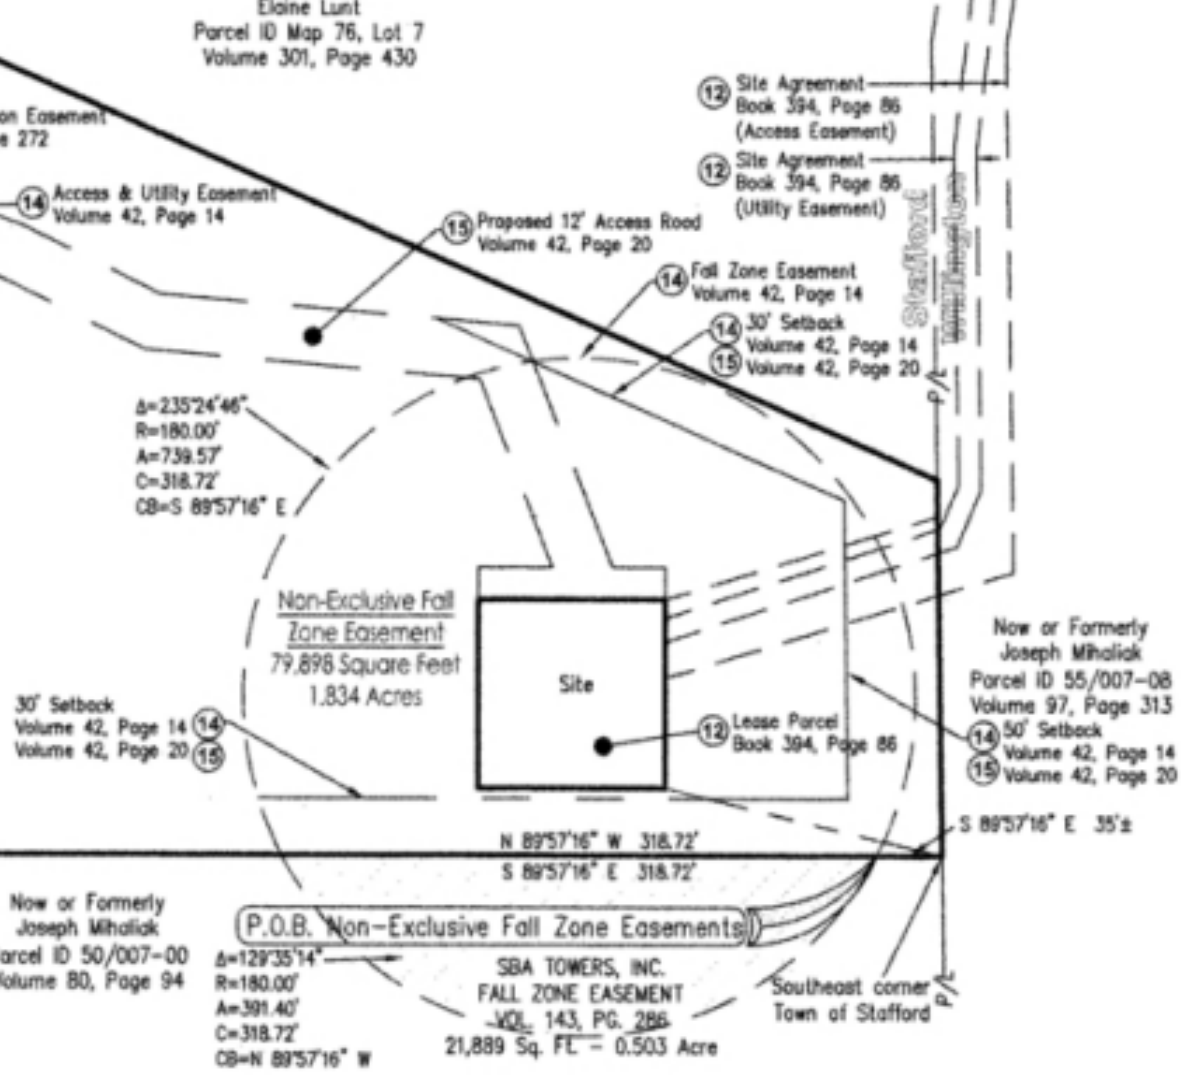 Elaine Lunt
Parcel ID Map 76, Lot 7
Volume 301, Page 430
on Easement
e 272
14 Access & Utility Easement
Volume 42, Page 14
15 Proposed 12' Access Road
Volume 42, Page 20
12 Site Agreement
Book 394, Page 86
(Access Easement)
12 Site Agreement
Book 394, Page 86
(Utility Easement)
Stafford
Willington
14 Fall Zone Easement
Volume 42, Page 14
14 30' Setback
Volume 42, Page 14
15 Volume 42, Page 20
P/L
Δ=235°24'46"
R=180.00'
A=739.57'
C=318.72'
CB=S 89°57'16" E
Non-Exclusive Fall
Zone Easement
79,898 Square Feet
1.834 Acres
Site
12 Lease Parcel
Book 394, Page 86
Now or Formerly
Joseph Mihaliak
Parcel ID 55/007-08
Volume 97, Page 313
14 50' Setback
Volume 42, Page 14
15 Volume 42, Page 20
30' Setback
Volume 42, Page 14 14
Volume 42, Page 20 15
S 89°57'16" E 35'±
N 89°57'16" W 318.72'
S 89°57'16" E 318.72'
Now or Formerly
Joseph Mihaliak
arcel ID 50/007-00
olume 80, Page 94
P.O.B. Non-Exclusive Fall Zone Easements
Δ=129°35'14"
R=180.00'
A=391.40'
C=318.72'
CB=N 89°57'16" W
SBA TOWERS, INC.
FALL ZONE EASEMENT
VOL. 143, PG. 286
21,889 Sq. Ft. - 0.503 Acre
Southeast corner
Town of Stafford
P/L